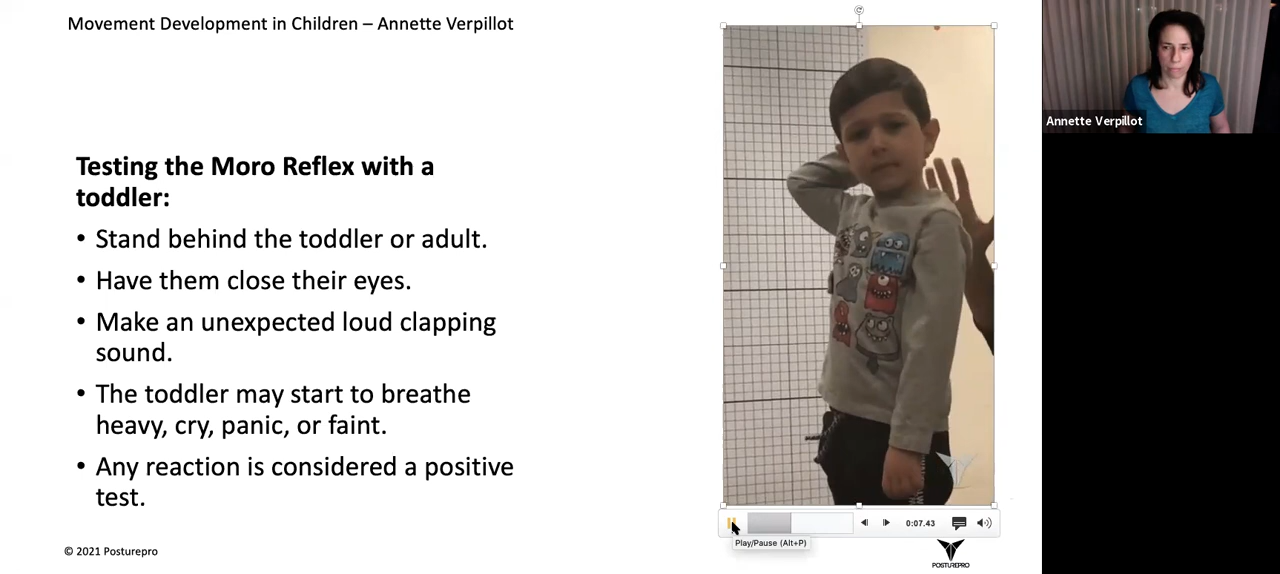 Movement Development in Children – Annette Verpillot
Testing the Moro Reflex with a
toddler:
• Stand behind the toddler or adult.
• Have them close their eyes.
• Make an unexpected loud clapping
sound.
• The toddler may start to breathe
heavy, cry, panic, or faint.
• Any reaction is considered a positive
test.
© 2021 Posturepro
0:07.43
Play/Pause (Alt+P)
POSTUREPRO
Annette Verpillot